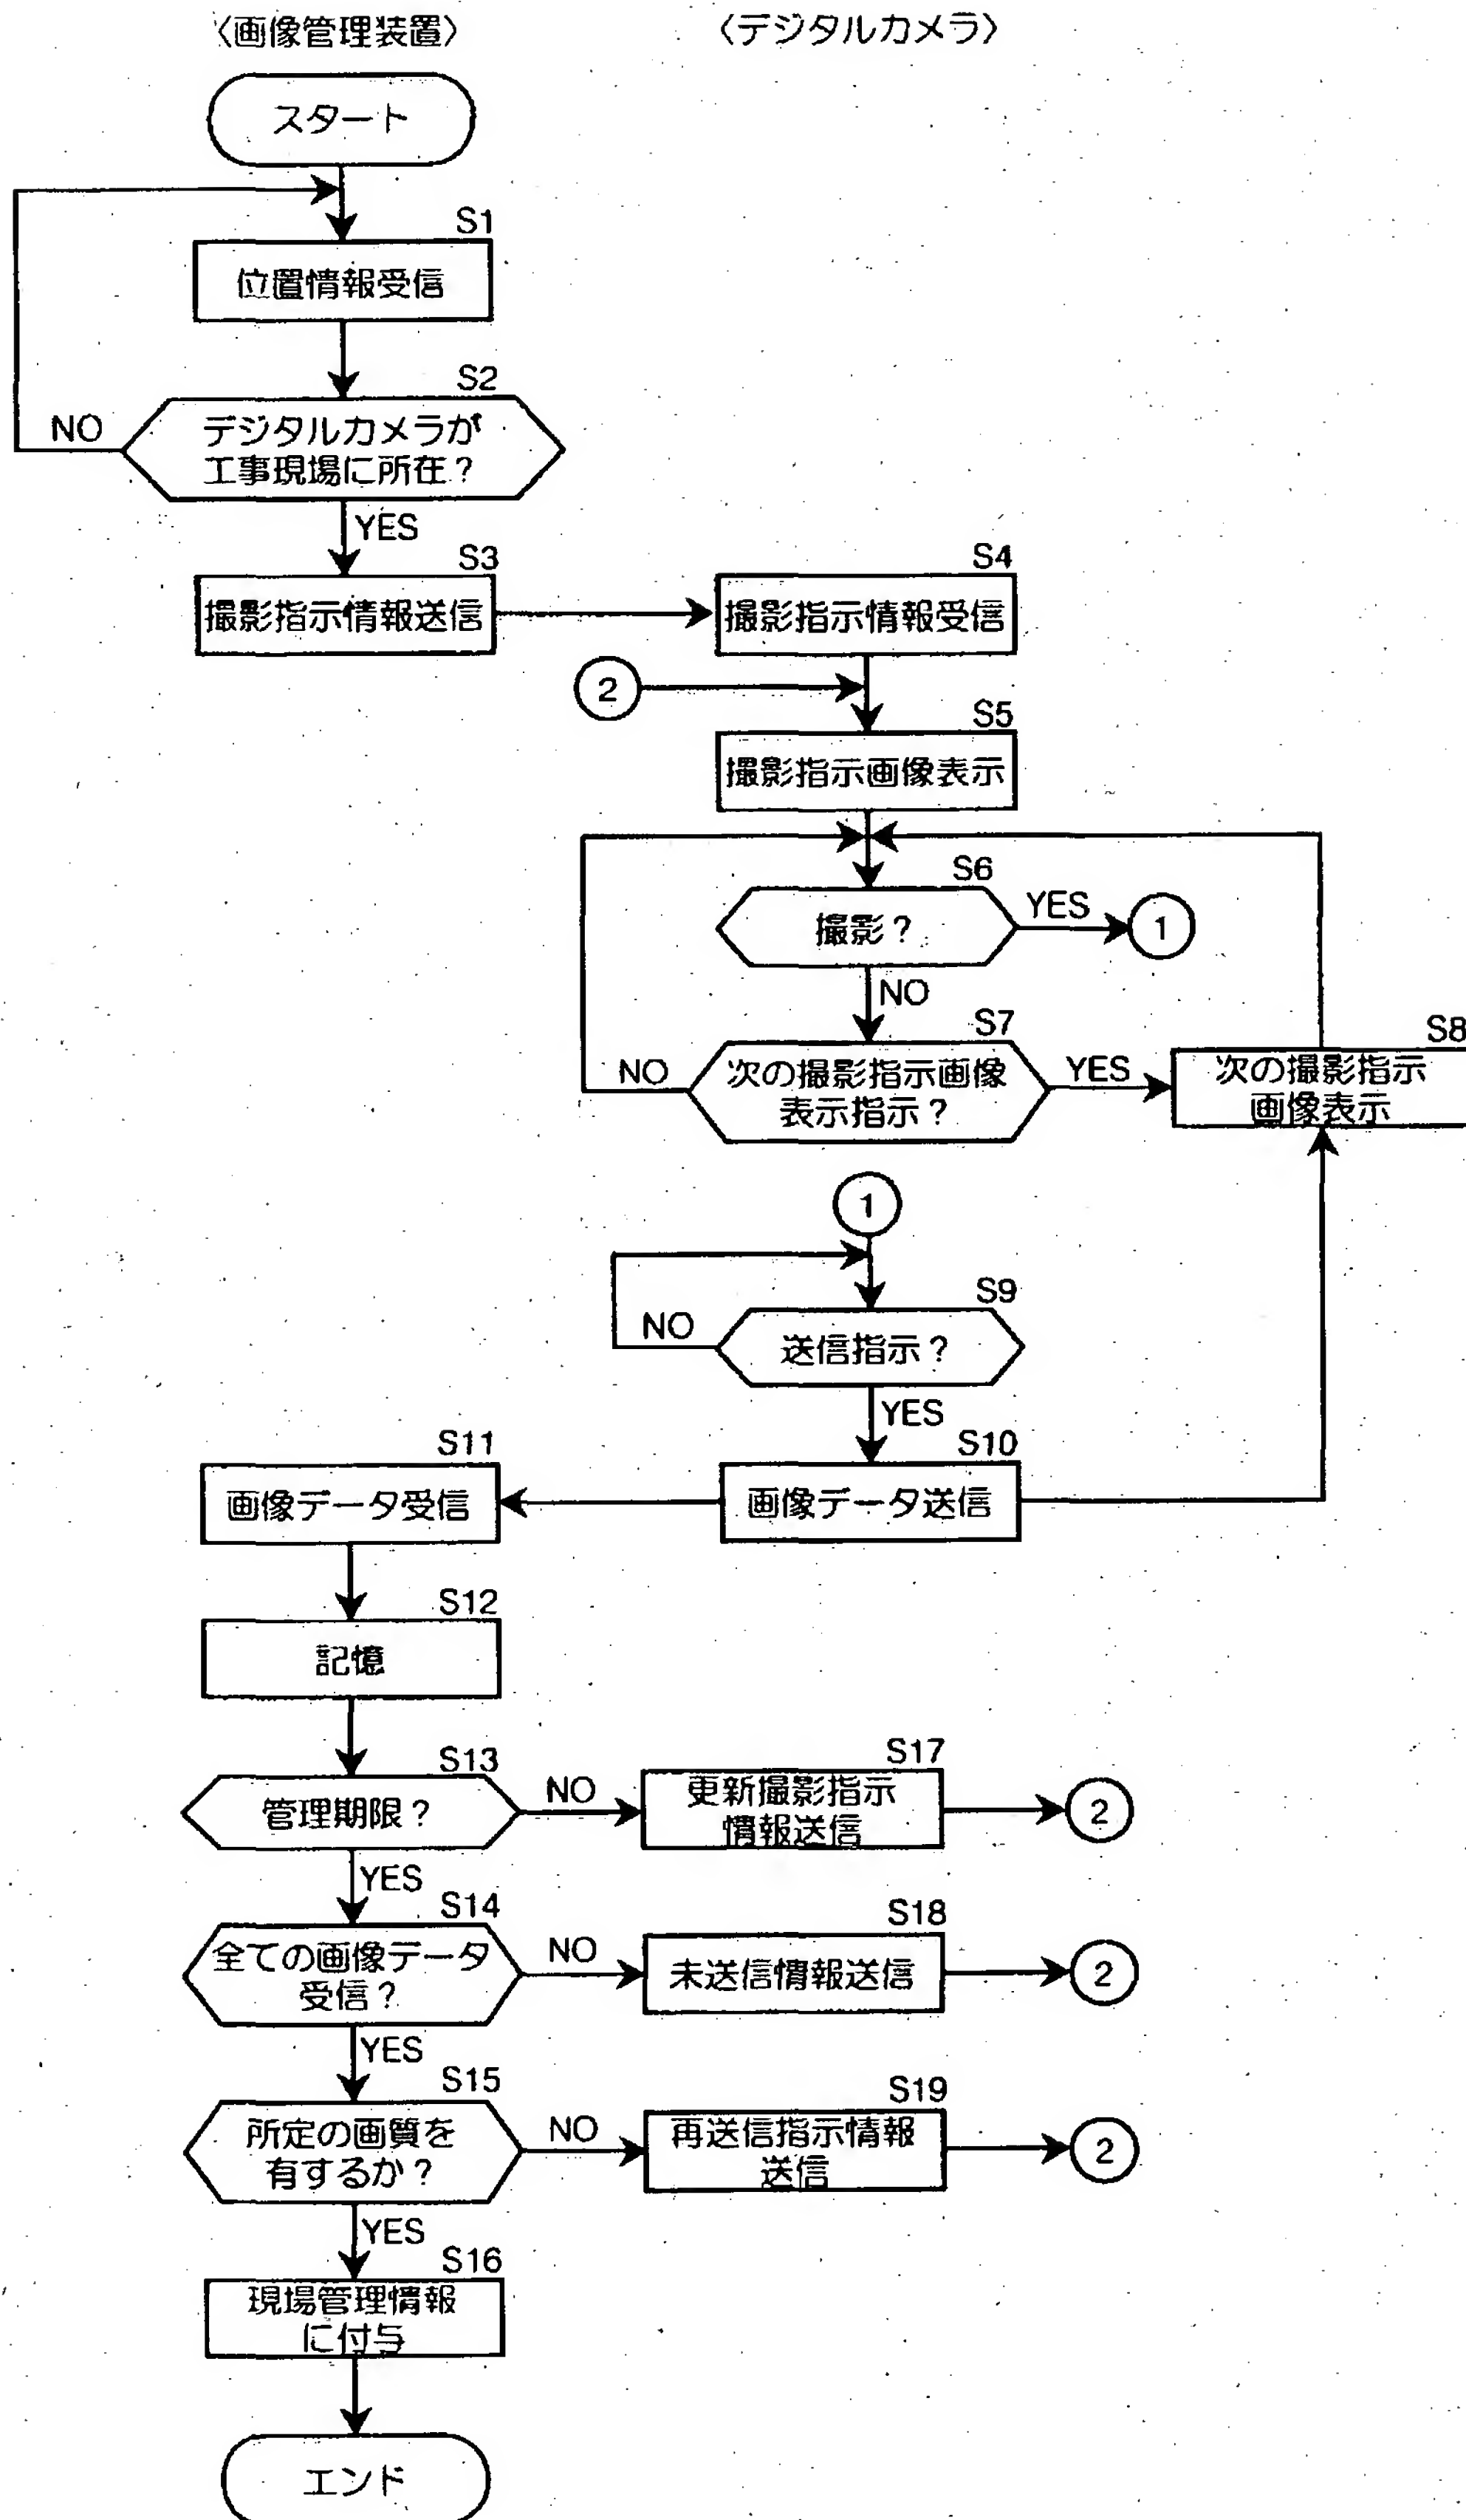 〈画像管理装置〉
〈デジタルカメラ〉
スタート
S1
位置情報受信
S2
デジタルカメラが
工事現場に所在？
NO
YES
S3
撮影指示情報送信
S4
撮影指示情報受信
2
S5
撮影指示画像表示
S6
撮影？
YES
1
NO
S7
次の撮影指示画像
表示指示？
NO
YES
S8
次の撮影指示
画像表示
1
S9
送信指示？
NO
YES
S10
画像データ送信
S11
画像データ受信
S12
記憶
S13
管理期限？
NO
S17
更新撮影指示
情報送信
2
YES
S14
全ての画像データ
受信？
NO
S18
未送信情報送信
2
YES
S15
所定の画質を
有するか？
NO
S19
再送信指示情報
送信
2
YES
S16
現場管理情報
に付与
エンド